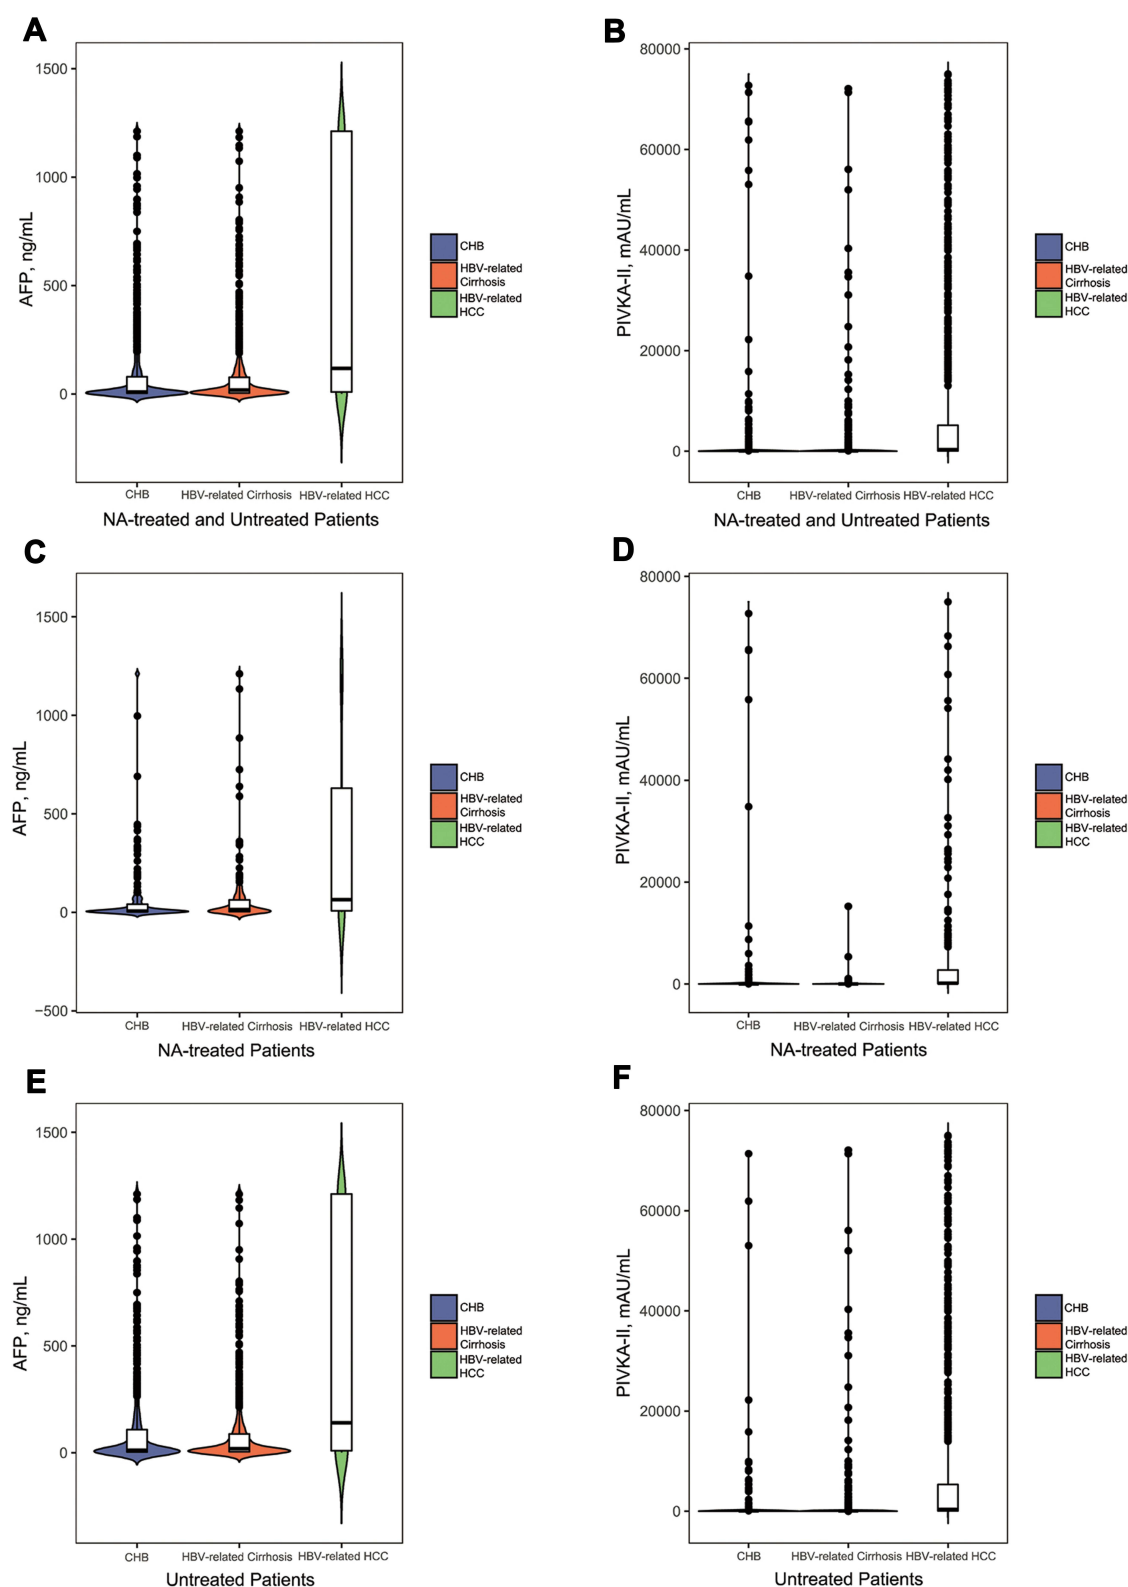 A
1500
1000
500
0
AFP, ng/mL
CHB
HBV-related Cirrhosis
HBV-related HCC
NA-treated and Untreated Patients
CHB
HBV-related
Cirrhosis
HBV-related
HCC
B
80000
60000
40000
20000
0
PIVKA-II, mAU/mL
CHB
HBV-related Cirrhosis
HBV-related HCC
NA-treated and Untreated Patients
CHB
HBV-related
Cirrhosis
HBV-related
HCC
C
1500
1000
500
0
−500
AFP, ng/mL
CHB
HBV-related Cirrhosis
HBV-related HCC
NA-treated Patients
CHB
HBV-related
Cirrhosis
HBV-related
HCC
D
80000
60000
40000
20000
0
PIVKA-II, mAU/mL
CHB
HBV-related Cirrhosis
HBV-related HCC
NA-treated Patients
CHB
HBV-related
Cirrhosis
HBV-related
HCC
E
1500
1000
500
0
AFP, ng/mL
CHB
HBV-related Cirrhosis
HBV-related HCC
Untreated Patients
CHB
HBV-related
Cirrhosis
HBV-related
HCC
F
80000
60000
40000
20000
0
PIVKA-II, mAU/mL
CHB
HBV-related Cirrhosis
HBV-related HCC
Untreated Patients
CHB
HBV-related
Cirrhosis
HBV-related
HCC